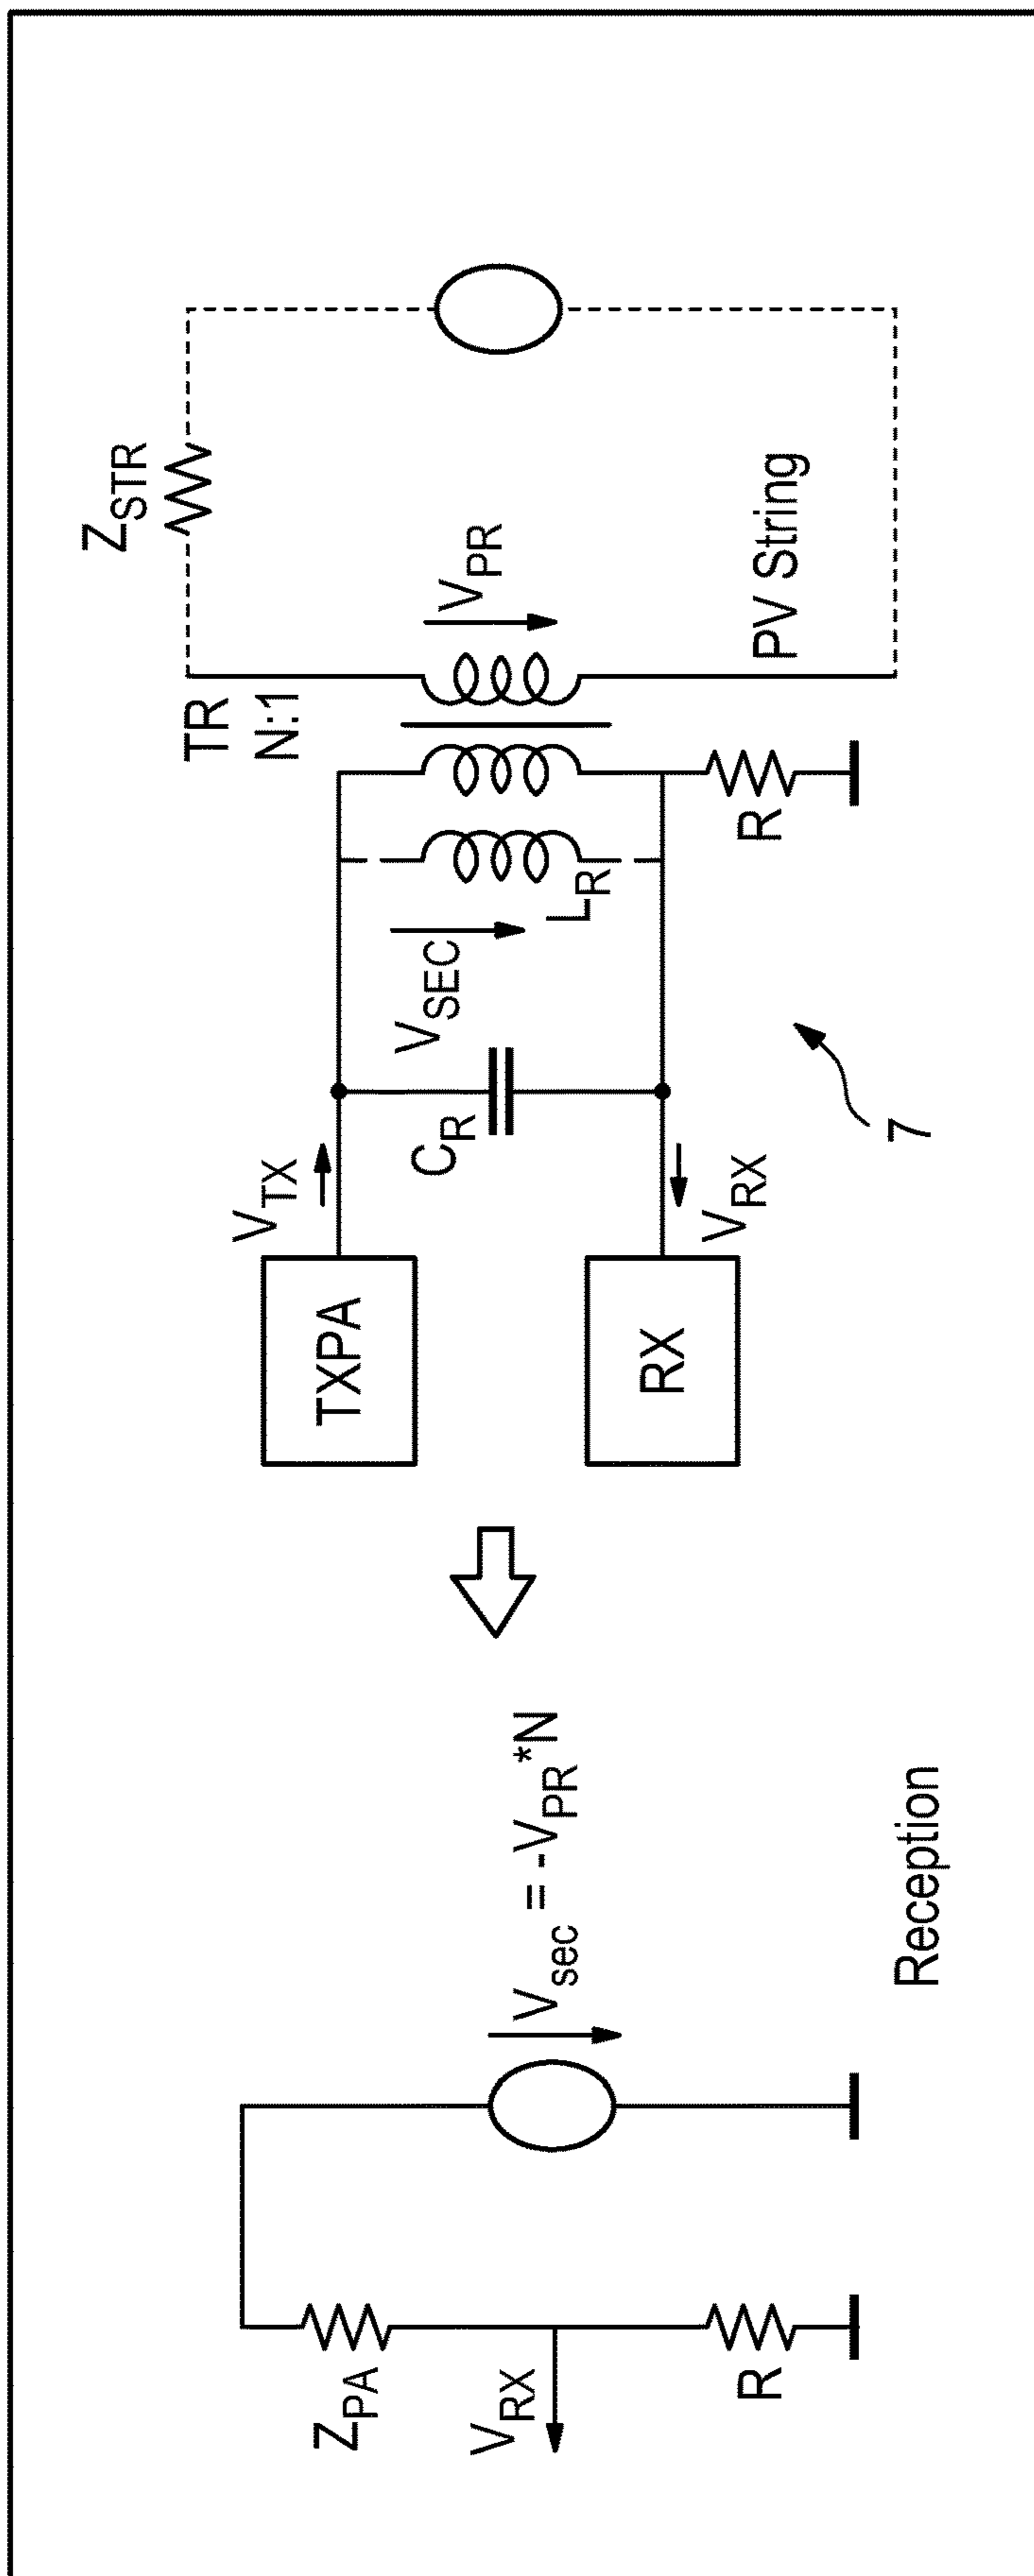 Z_PA
V_RX
R
V_sec = -V_PR*N
Reception
TXPA
V_TX
RX
V_RX
C_R
V_SEC
L_R
7
TR
N:1
R
V_PR
Z_STR
PV String